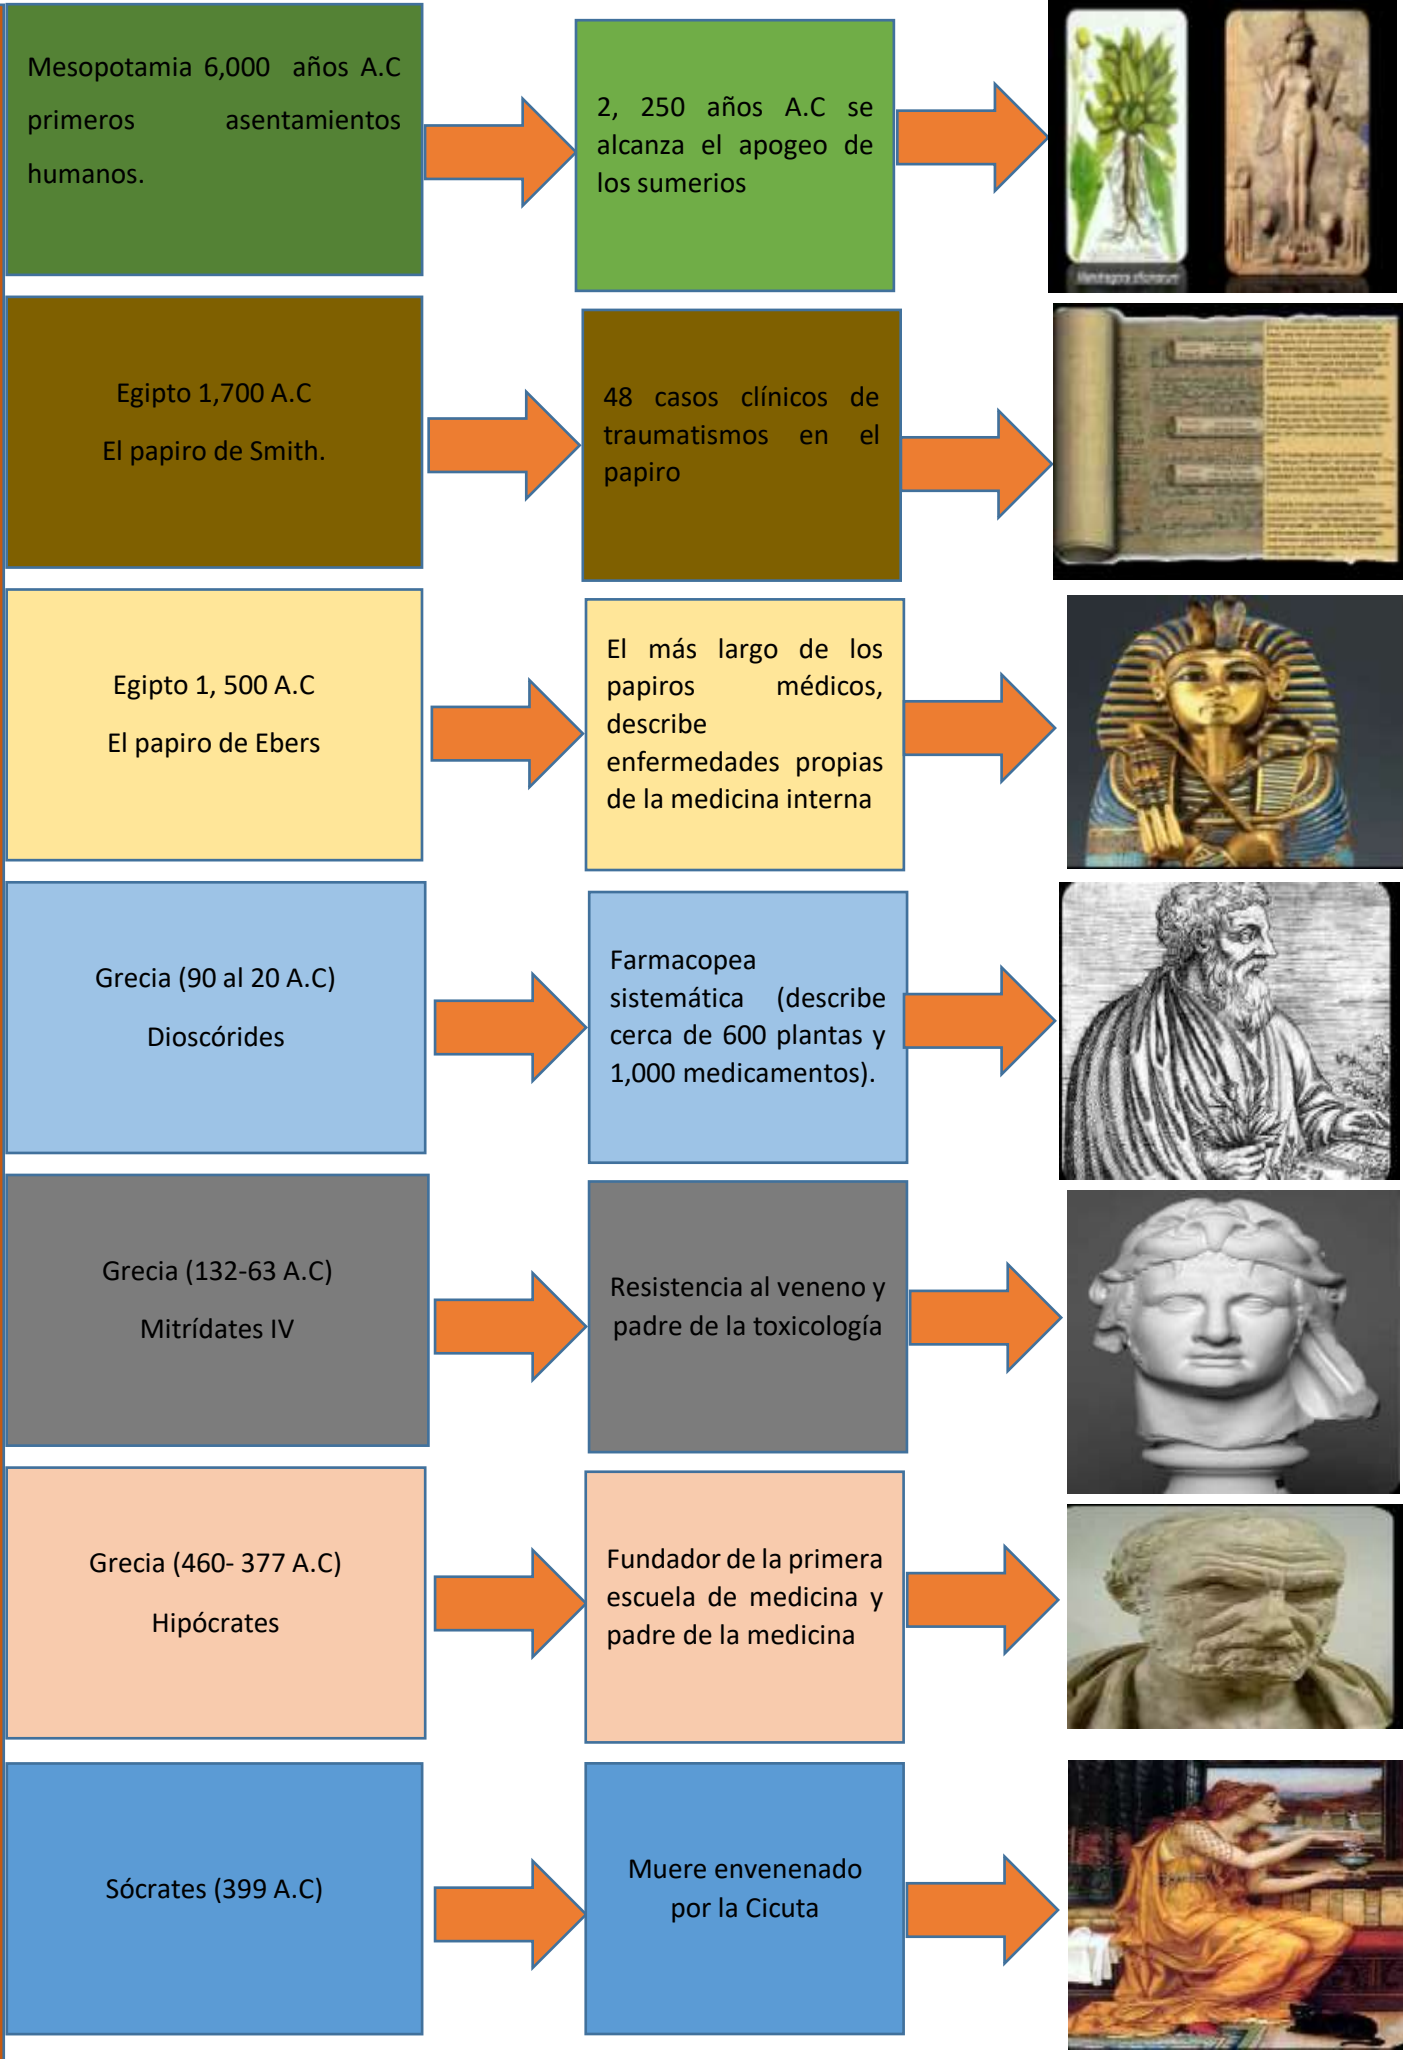 Mesopotamia 6,000 años A.C
primeros asentamientos
humanos.
2, 250 años A.C se
alcanza el apogeo de
los sumerios
Egipto 1,700 A.C
El papiro de Smith.
48 casos clínicos de
traumatismos en el
papiro
Egipto 1, 500 A.C
El papiro de Ebers
El más largo de los
papiros médicos,
describe
enfermedades propias
de la medicina interna
Grecia (90 al 20 A.C)
Dioscórides
Farmacopea
sistemática (describe
cerca de 600 plantas y
1,000 medicamentos).
Grecia (132-63 A.C)
Mitrídates IV
Resistencia al veneno y
padre de la toxicología
Grecia (460- 377 A.C)
Hipócrates
Fundador de la primera
escuela de medicina y
padre de la medicina
Sócrates (399 A.C)
Muere envenenado
por la Cicuta